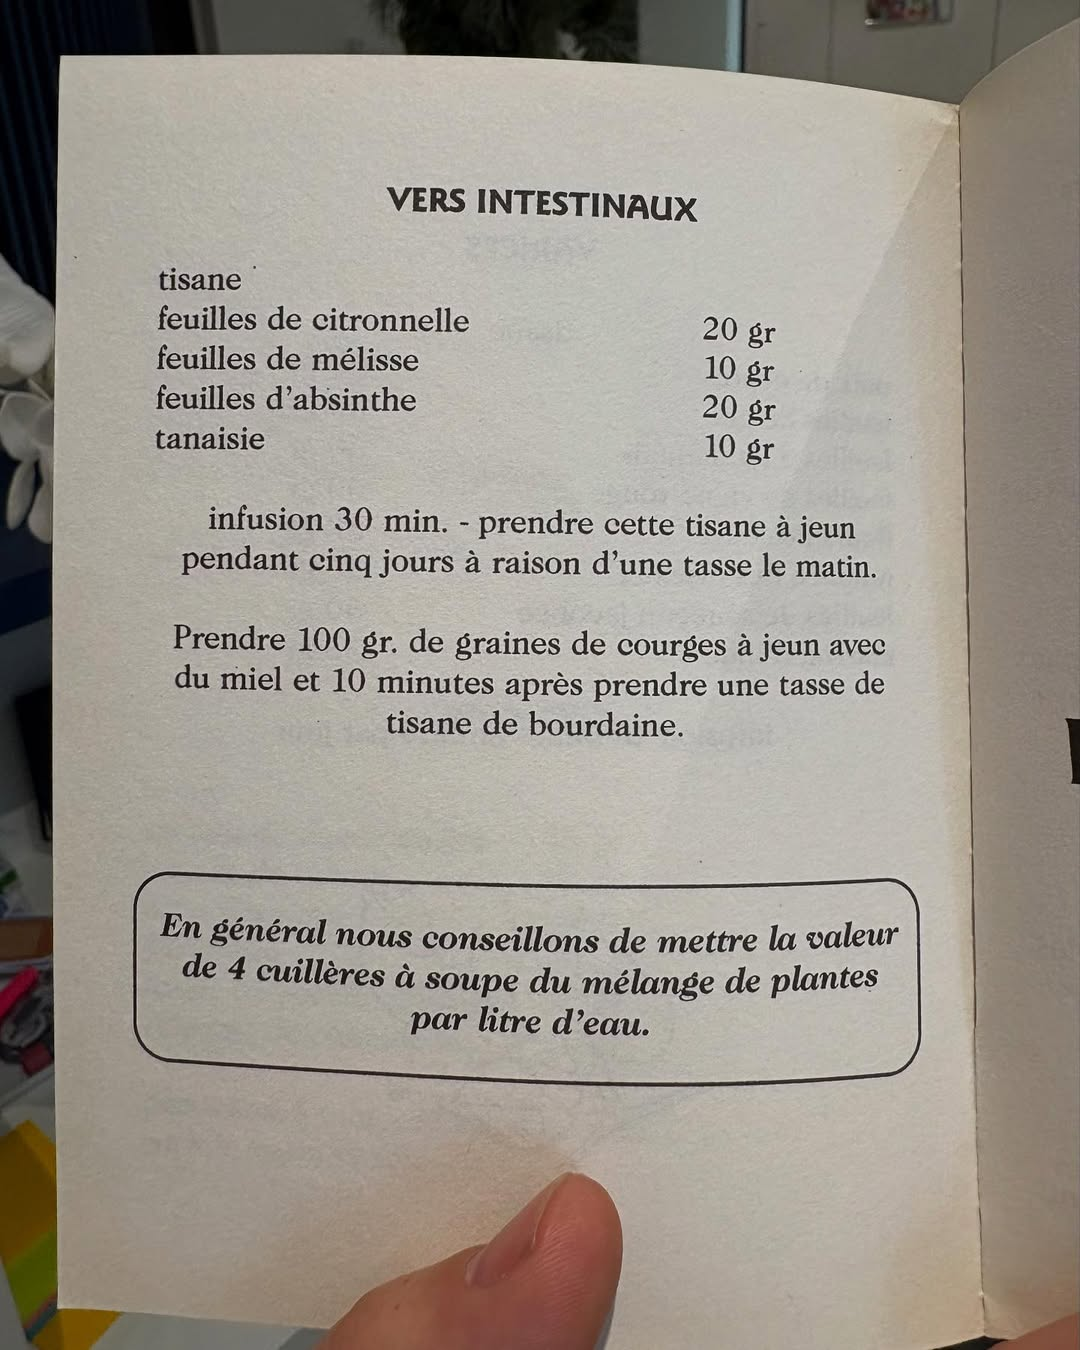 VERS INTESTINAUX
tisane
feuilles de citronnelle 20 gr
feuilles de mélisse 10 gr
feuilles d'absinthe 20 gr
tanaisie 10 gr
infusion 30 min. - prendre cette tisane à jeun
pendant cinq jours à raison d'une tasse le matin.
Prendre 100 gr. de graines de courges à jeun avec
du miel et 10 minutes après prendre une tasse de
tisane de bourdaine.
En général nous conseillons de mettre la valeur
de 4 cuillères à soupe du mélange de plantes
par litre d'eau.